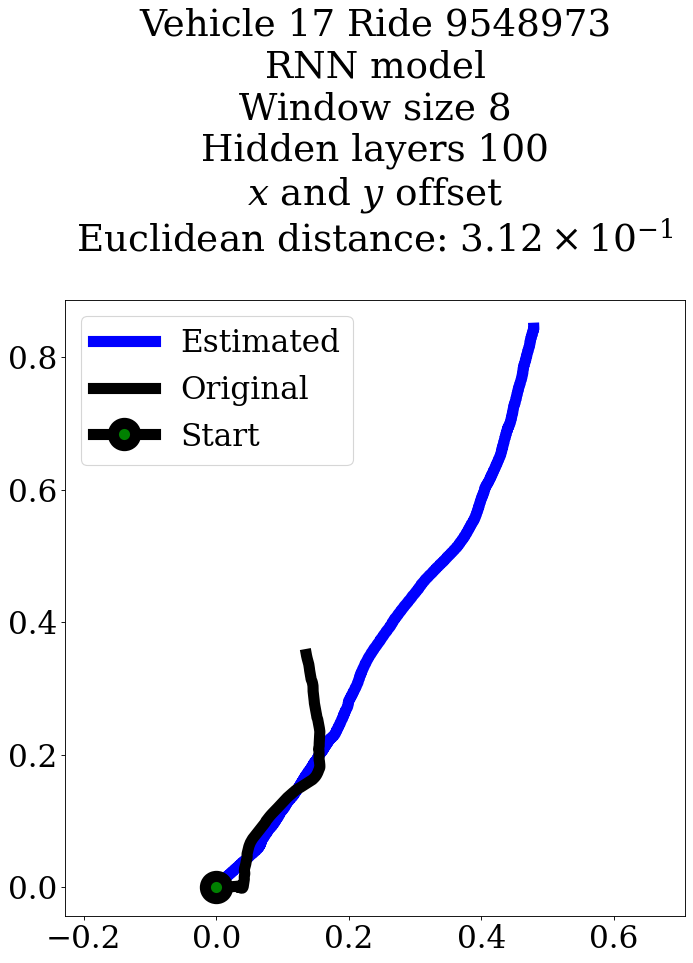 Vehicle 17 Ride 9548973
RNN model
Window size 8
Hidden layers 100
x and y offset
Euclidean distance: 3.12 × 10⁻¹
Estimated
Original
Start
0.8
0.6
0.4
0.2
0.0
−0.2 0.0 0.2 0.4 0.6